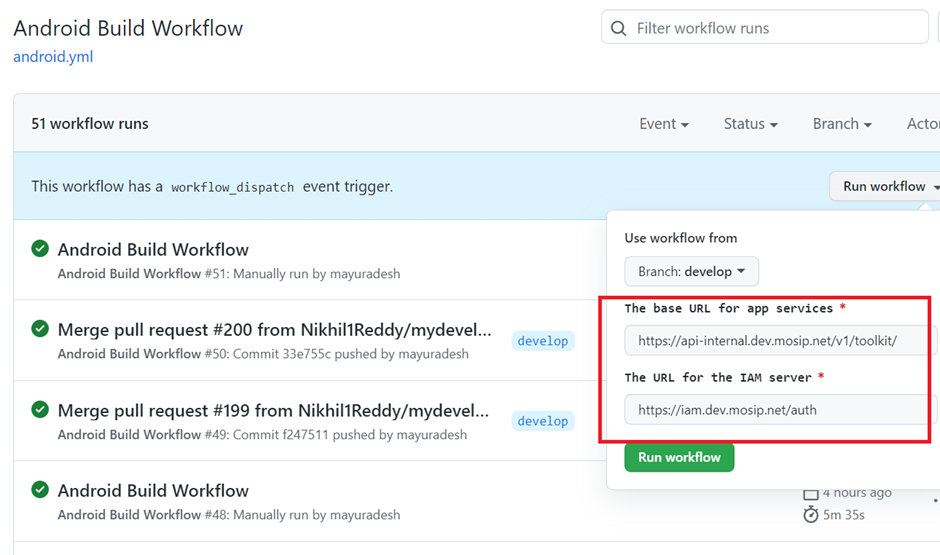 Android Build Workflow
android.yml
Filter workflow runs
51 workflow runs
Event
Status
Branch
Actor
This workflow has a workflow_dispatch event trigger.
Run workflow
Use workflow from
Branch: develop
The base URL for app services *
https://api-internal.dev.mosip.net/v1/toolkit/
The URL for the IAM server *
https://iam.dev.mosip.net/auth
Run workflow
Android Build Workflow
Android Build Workflow #51: Manually run by mayuradesh
Merge pull request #200 from Nikhil1Reddy/mydevel...
develop
Android Build Workflow #50: Commit 33e755c pushed by mayuradesh
Merge pull request #199 from Nikhil1Reddy/mydevel...
develop
Android Build Workflow #49: Commit f247511 pushed by mayuradesh
Android Build Workflow
Android Build Workflow #48: Manually run by mayuradesh
4 hours ago
5m 35s